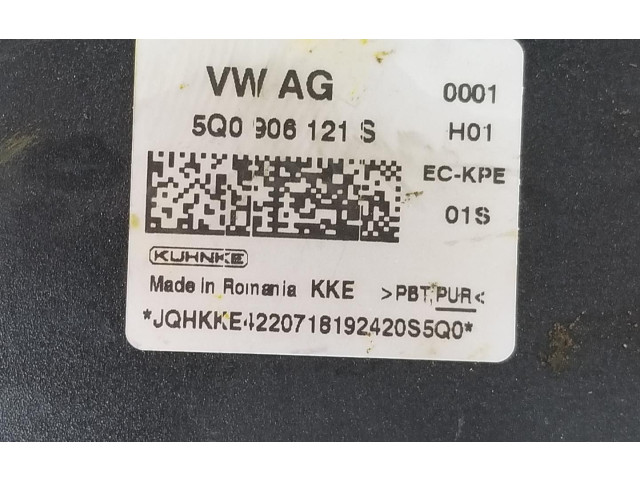 VW AG 0001
5Q0 906 121 S H01
EC-KPE
01S
KUHNKE
Made in Romania KKE >PBT,PUR<
*JQHKKE4220718192420S5Q0*